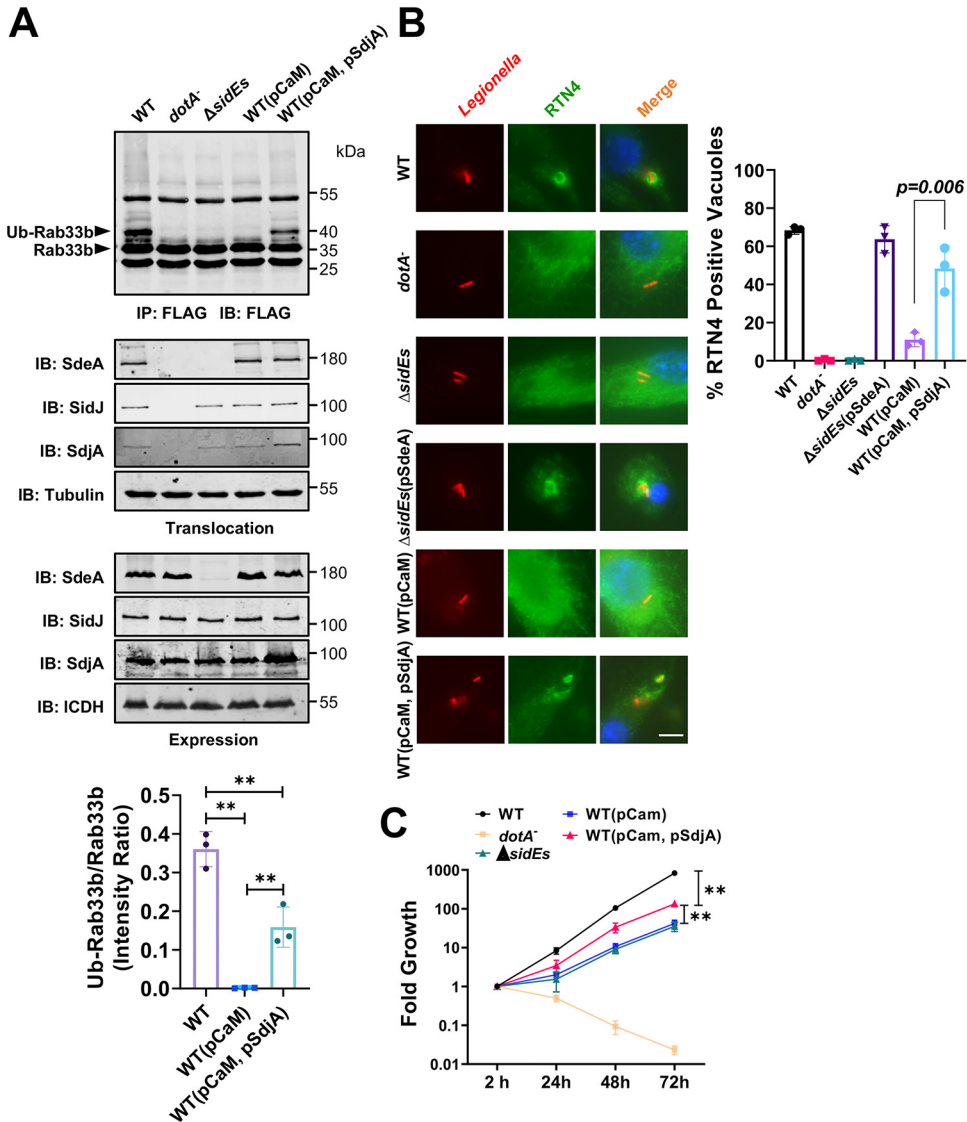 A
WT
dotA-
ΔsidEs
WT(pCaM)
WT(pCaM, pSdjA)
kDa
55
Ub-Rab33b
40
Rab33b
35
25
IP: FLAG IB: FLAG
IB: SdeA
180
IB: SidJ
100
IB: SdjA
100
IB: Tubulin
55
Translocation
IB: SdeA
180
IB: SidJ
100
IB: SdjA
100
IB: ICDH
55
Expression
Ub-Rab33b/Rab33b
(Intensity Ratio)
0.5
0.4
0.3
0.2
0.1
0.0
**
**
**
WT
WT(pCaM)
WT(pCaM, pSdjA)
B
Legionella
RTN4
Merge
WT
dotA-
ΔsidEs
ΔsidEs(pSdeA)
WT(pCaM)
WT(pCaM, pSdjA)
% RTN4 Positive Vacuoles
100
80
60
40
20
0
p=0.006
WT
dotA-
ΔsidEs
ΔsidEs(pSdeA)
WT(pCaM)
WT(pCaM, pSdjA)
C
WT
WT(pCam)
dotA-
WT(pCam, pSdjA)
▲sidEs
Fold Growth
1000
100
10
1
0.1
0.01
**
**
2 h
24h
48h
72h